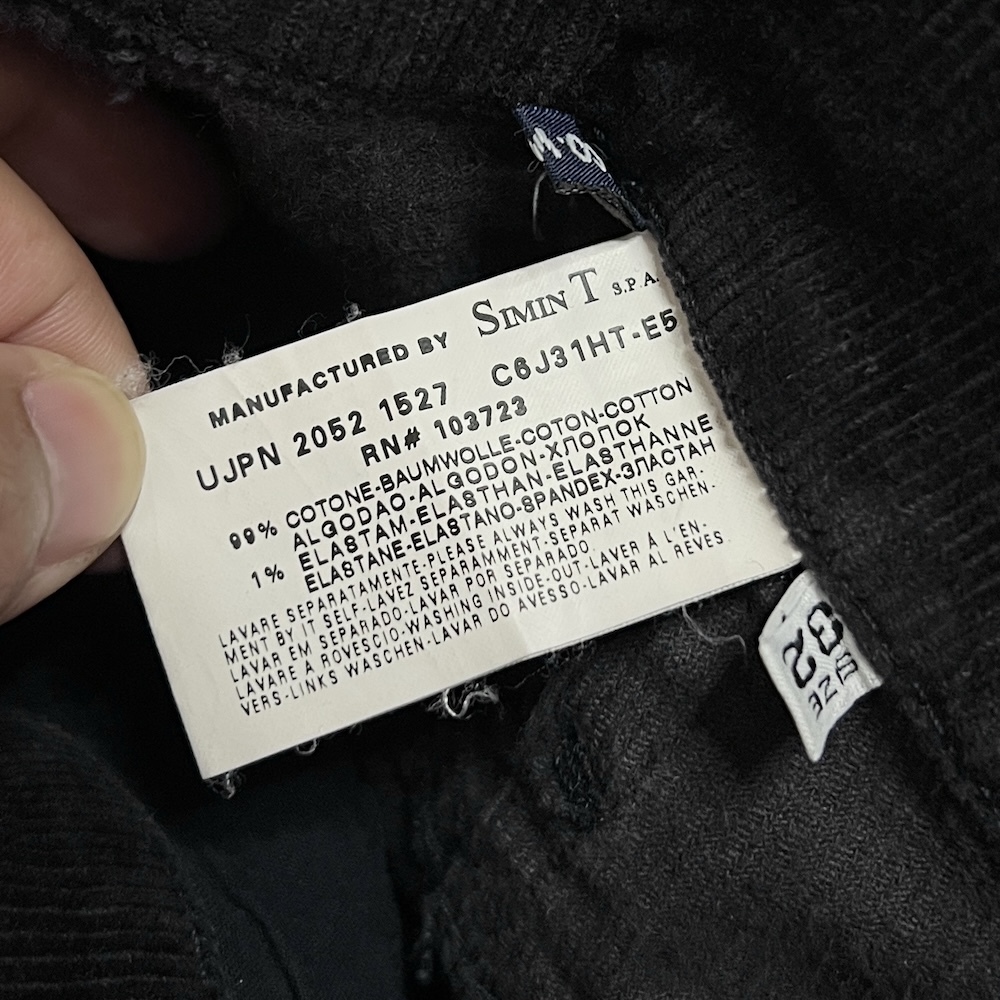 MANUFACTURED BY SIMINT S.P.A.
UJPN 2052 1527 C6J31HT-E5
RN# 103723
99% COTONE-BAUMWOLLE-COTON-COTTON
ALGODAO-ALGODON-ХЛОПОК
1% ELASTAM-ELASTHAN-ELASTHANNE
ELASTANE-ELASTANO-SPANDEX-ЭЛАСТАН
LAVARE SEPARATAMENTE-PLEASE ALWAYS WASH THIS GAR-
MENT BY IT SELF-LAVEZ SEPARAMMENT-SEPARAT WASCHEN-
LAVAR EM SEPARADO-LAVAR POR SEPARADO
LAVARE A ROVESCIO-WASHING INSIDE-OUT-LAVER À L'EN-
VERS-LINKS WASCHEN-LAVAR DO AVESSO-LAVAR AL REVES.
32
SIZE